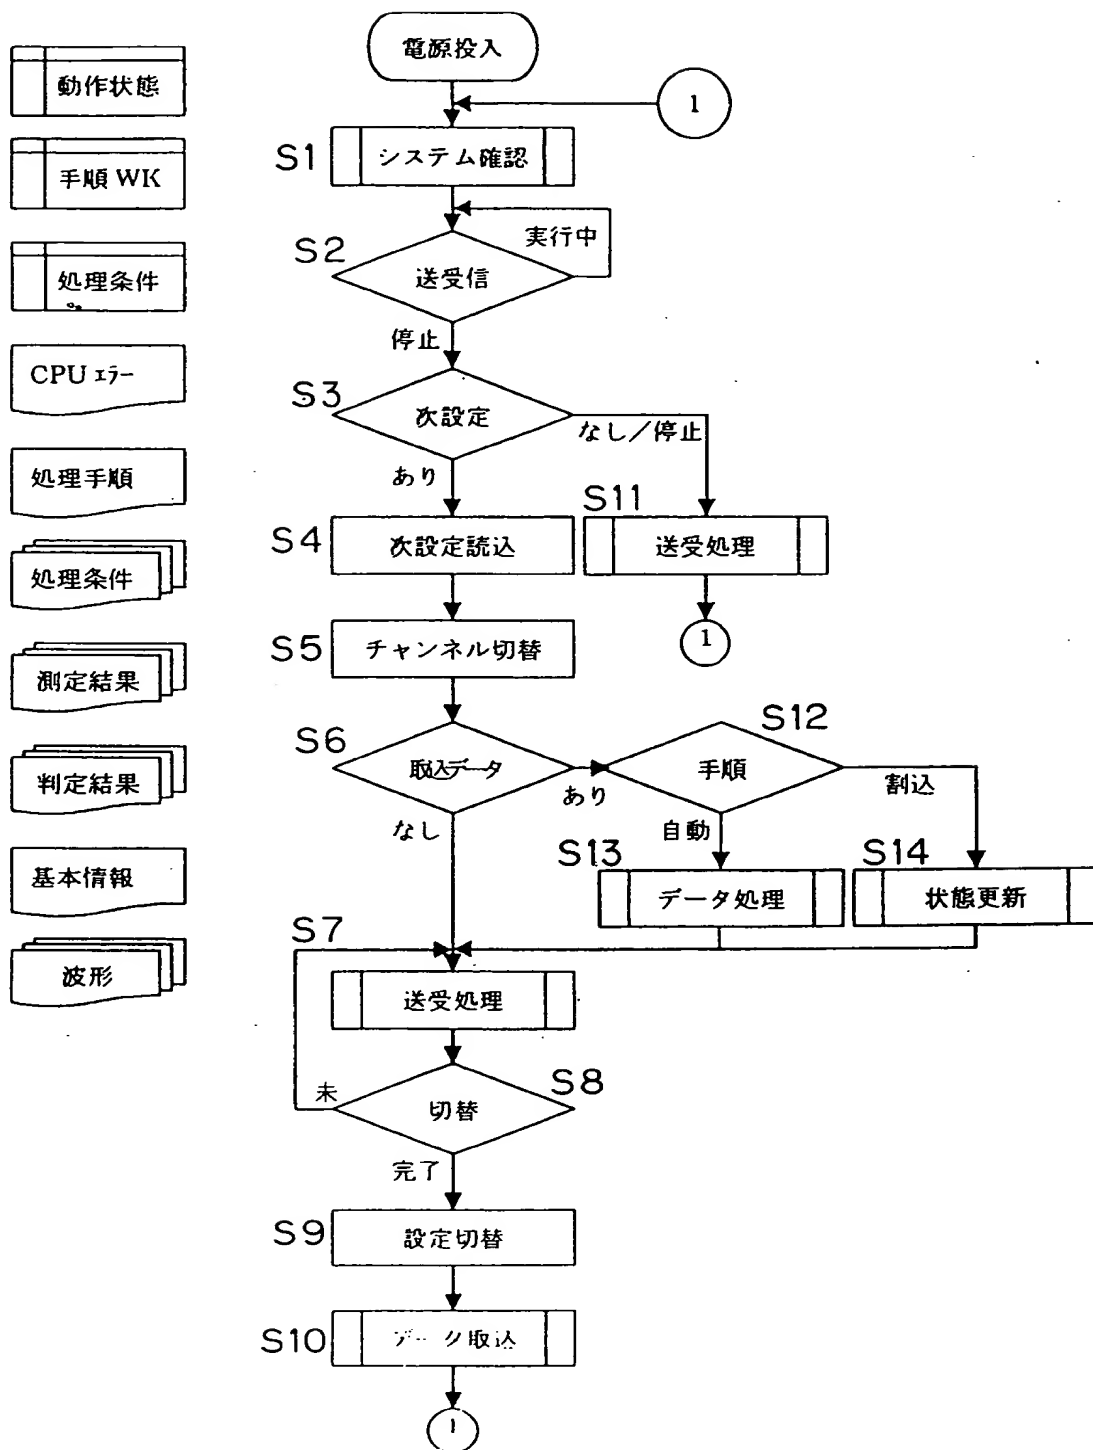 動作状態
手順 WK
処理条件
CPU エラー
処理手順
処理条件
測定結果
判定結果
基本情報
波形
電源投入
1
S1
システム確認
実行中
S2
送受信
停止
S3
次設定
なし/停止
あり
S11
S4
次設定読込
送受処理
1
S5
チャンネル切替
S6
取込データ
あり
なし
S12
手順
割込
自動
S13
データ処理
S14
状態更新
S7
送受処理
S8
未
切替
完了
S9
設定切替
S10
データ取込
1